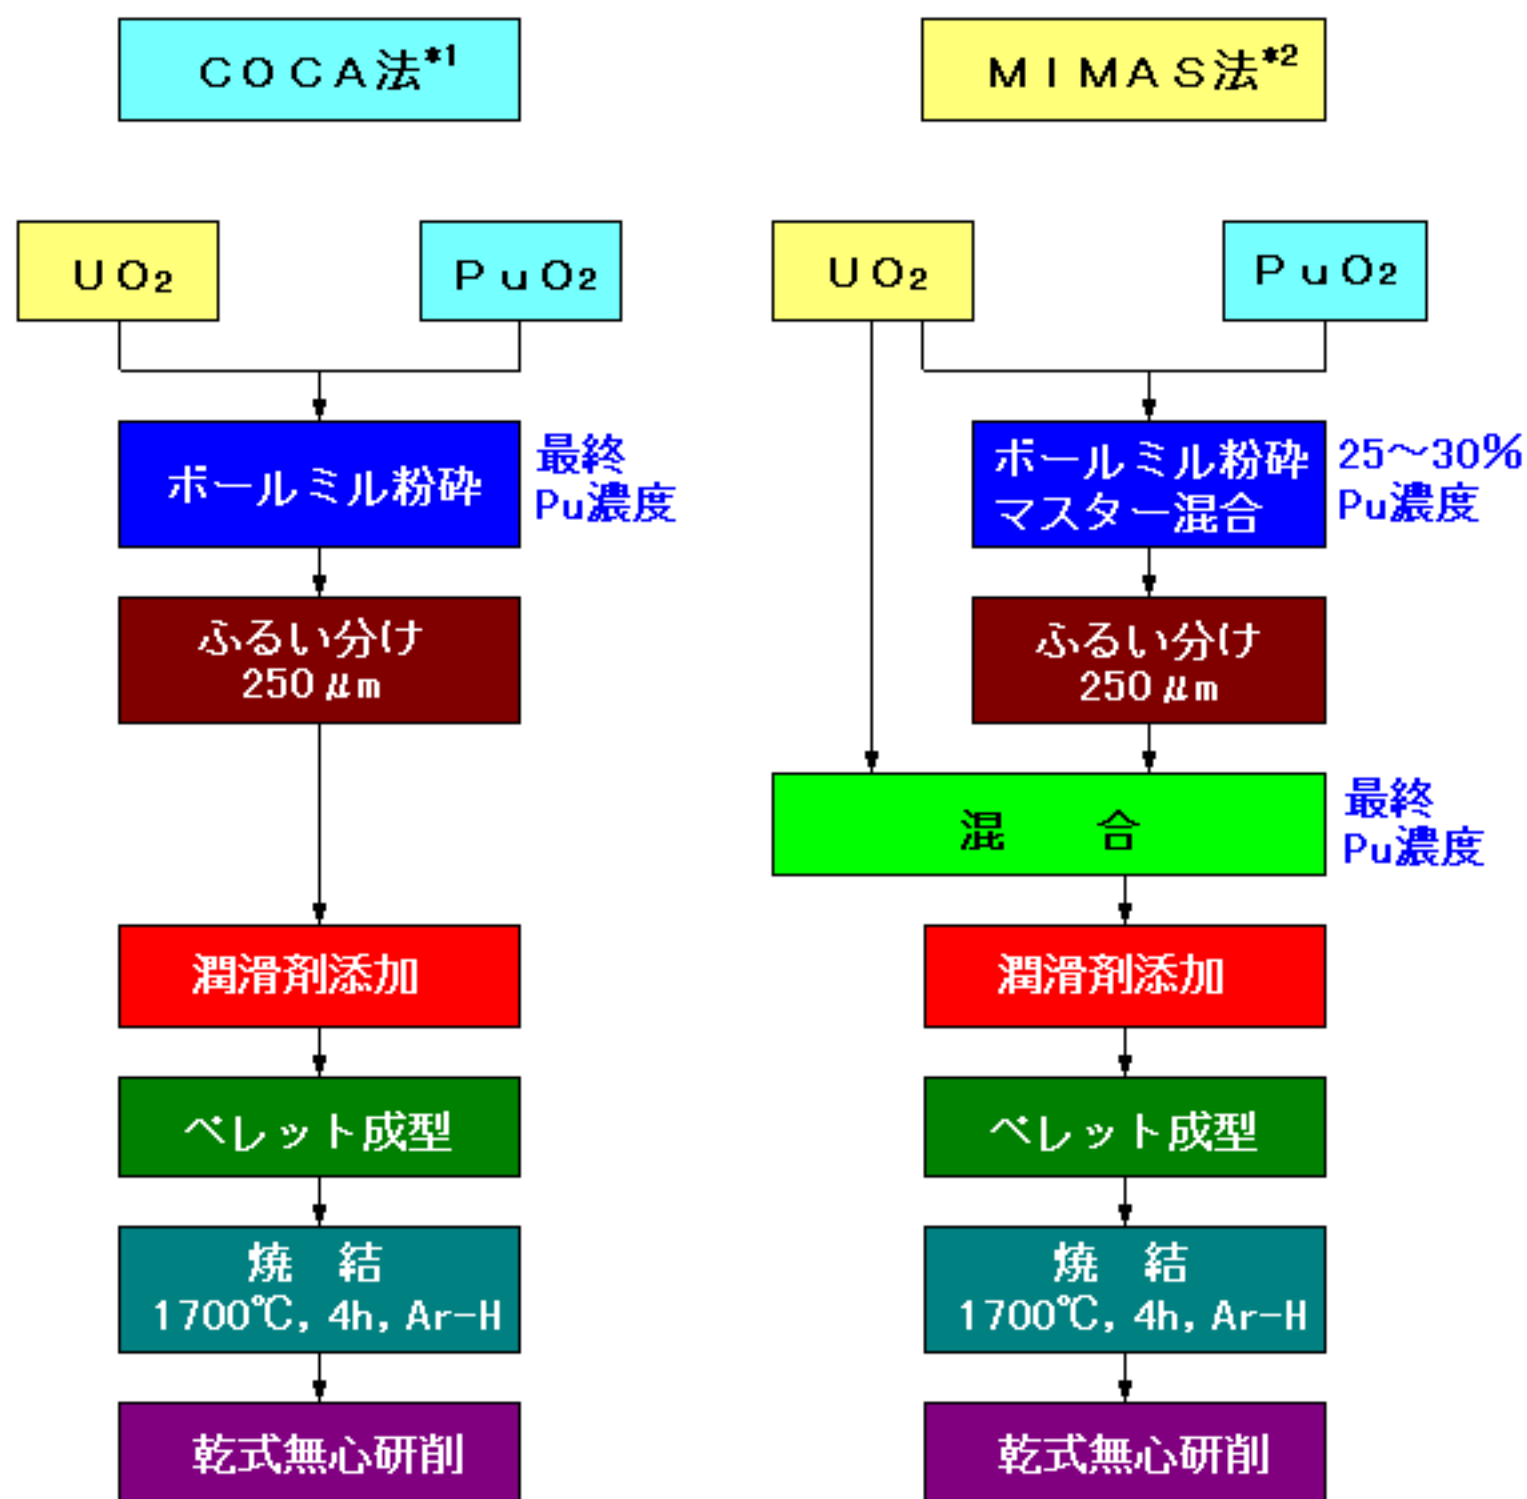 COCA法*1
MIMAS法*2
UO2
PuO2
UO2
PuO2
ボールミル粉砕
最終
Pu濃度
ボールミル粉砕
マスター混合
25～30%
Pu濃度
ふるい分け
250μm
ふるい分け
250μm
混　合
最終
Pu濃度
潤滑剤添加
潤滑剤添加
ペレット成型
ペレット成型
焼　結
1700℃, 4h, Ar-H
焼　結
1700℃, 4h, Ar-H
乾式無心研削
乾式無心研削